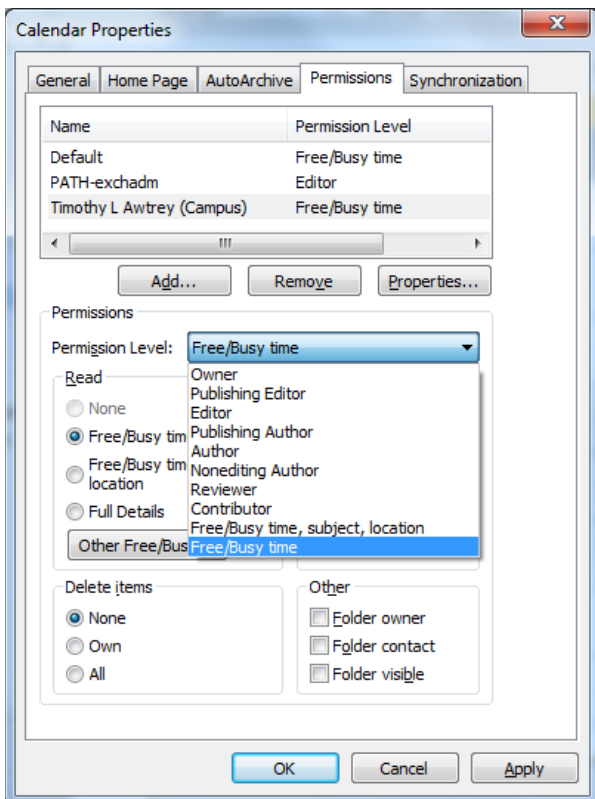 Calendar Properties
General Home Page AutoArchive Permissions Synchronization
Name Permission Level
Default Free/Busy time
PATH-exchadm Editor
Timothy L Awtrey (Campus) Free/Busy time
Add... Remove Properties...
Permissions
Permission Level: Free/Busy time
Owner
Publishing Editor
Editor
Publishing Author
Author
Nonediting Author
Reviewer
Contributor
Free/Busy time, subject, location
Free/Busy time
Read
None
Free/Busy tim
Free/Busy tim
location
Full Details
Other Free/Bus
Delete items
None
Own
All
Other
Folder owner
Folder contact
Folder visible
OK Cancel Apply